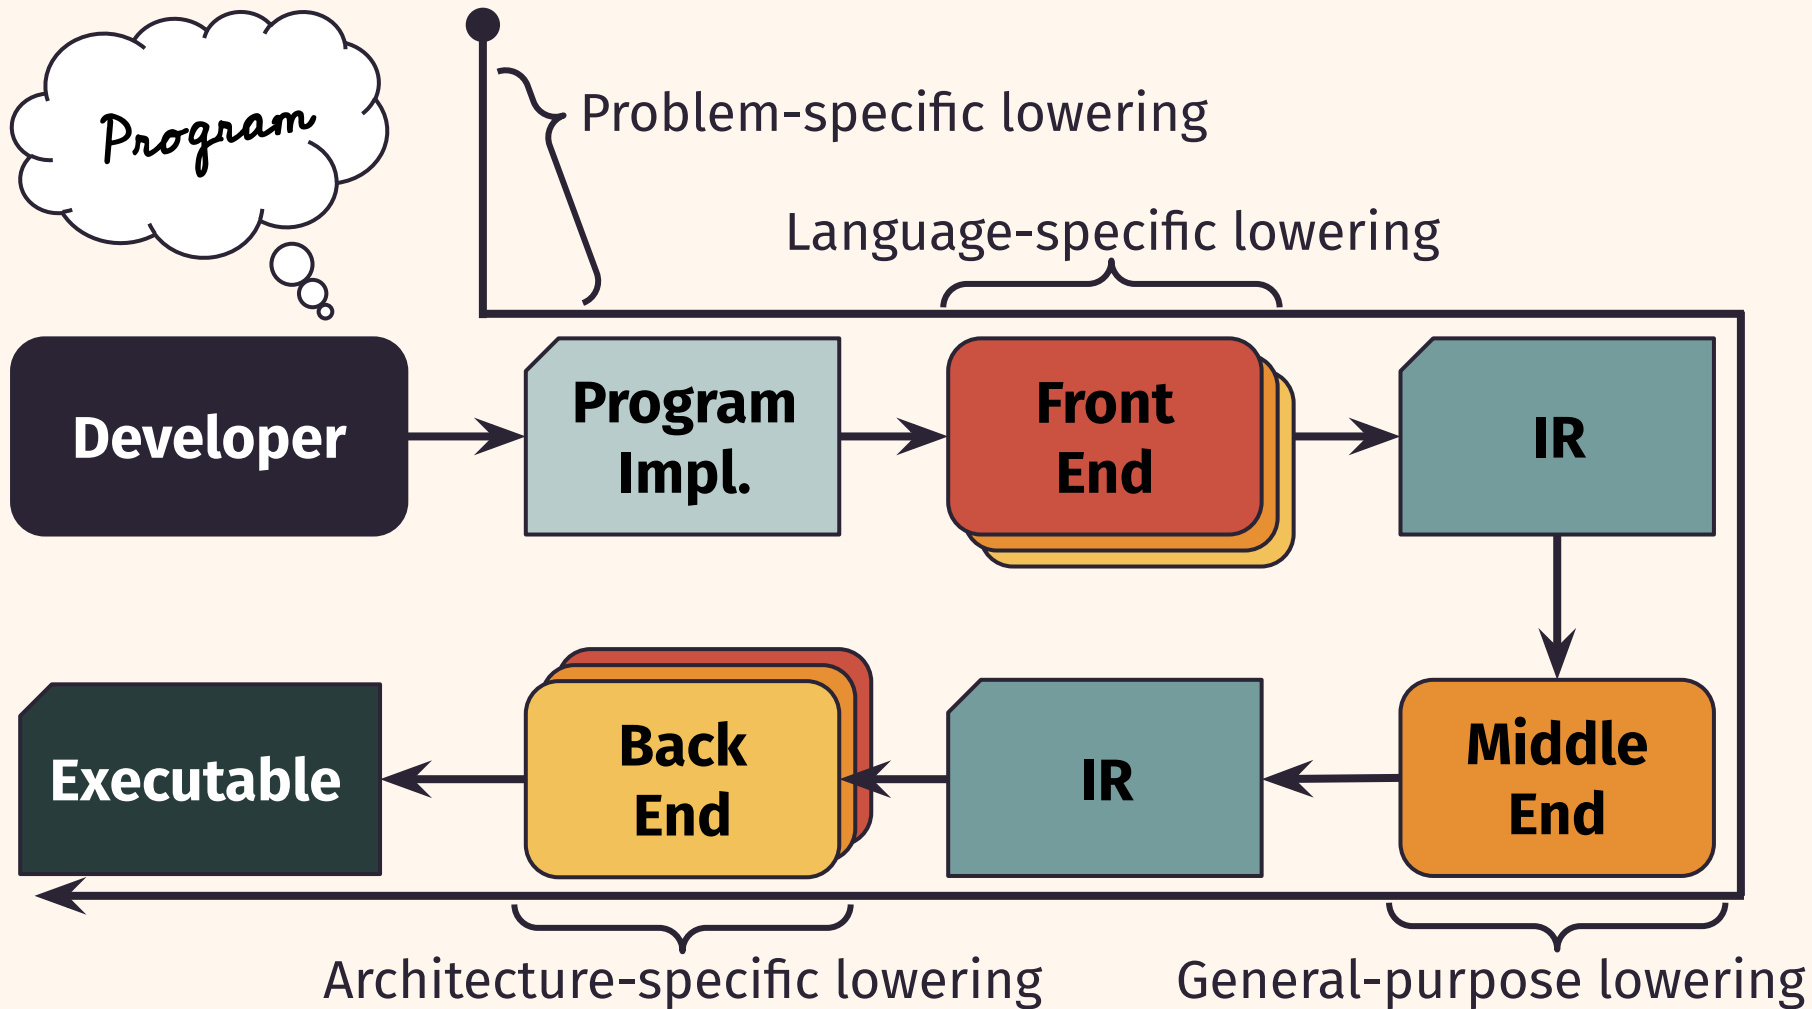 Program
Problem-specific lowering
Language-specific lowering
Developer
Program
Impl.
Front
End
IR
Executable
Back
End
IR
Middle
End
Architecture-specific lowering
General-purpose lowering